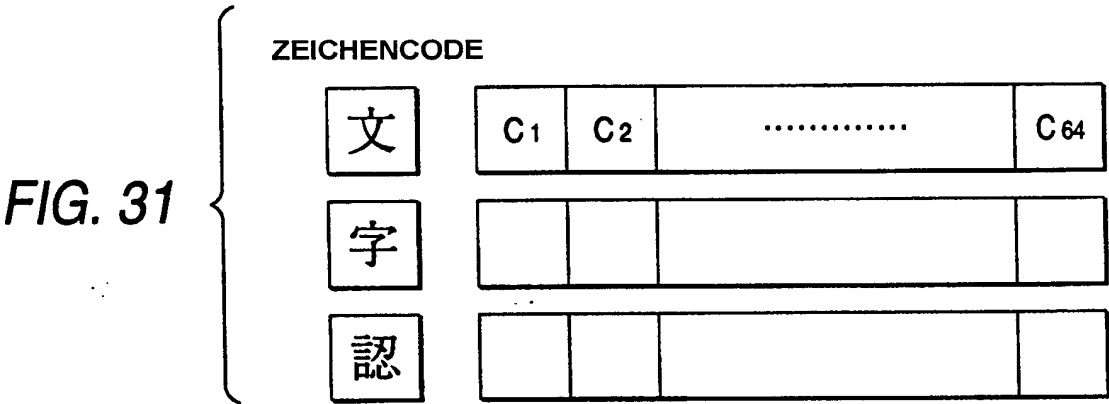 ZEICHENCODE
文 C1 C2 ............. C64
FIG. 31
字
認